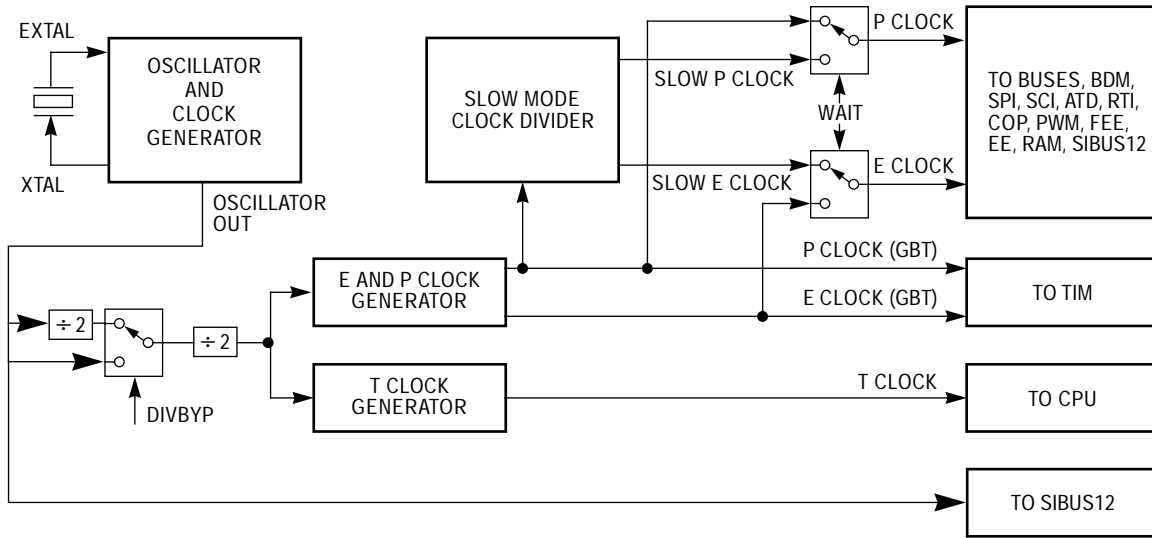 EXTAL
XTAL
OSCILLATOR
AND
CLOCK
GENERATOR
OSCILLATOR
OUT
SLOW MODE
CLOCK DIVIDER
SLOW P CLOCK
P CLOCK
WAIT
SLOW E CLOCK
E CLOCK
TO BUSES, BDM,
SPI, SCI, ATD, RTI,
COP, PWM, FEE,
EE, RAM, SIBUS12
÷ 2
DIVBYP
÷ 2
E AND P CLOCK
GENERATOR
P CLOCK (GBT)
E CLOCK (GBT)
TO TIM
T CLOCK
GENERATOR
T CLOCK
TO CPU
TO SIBUS12